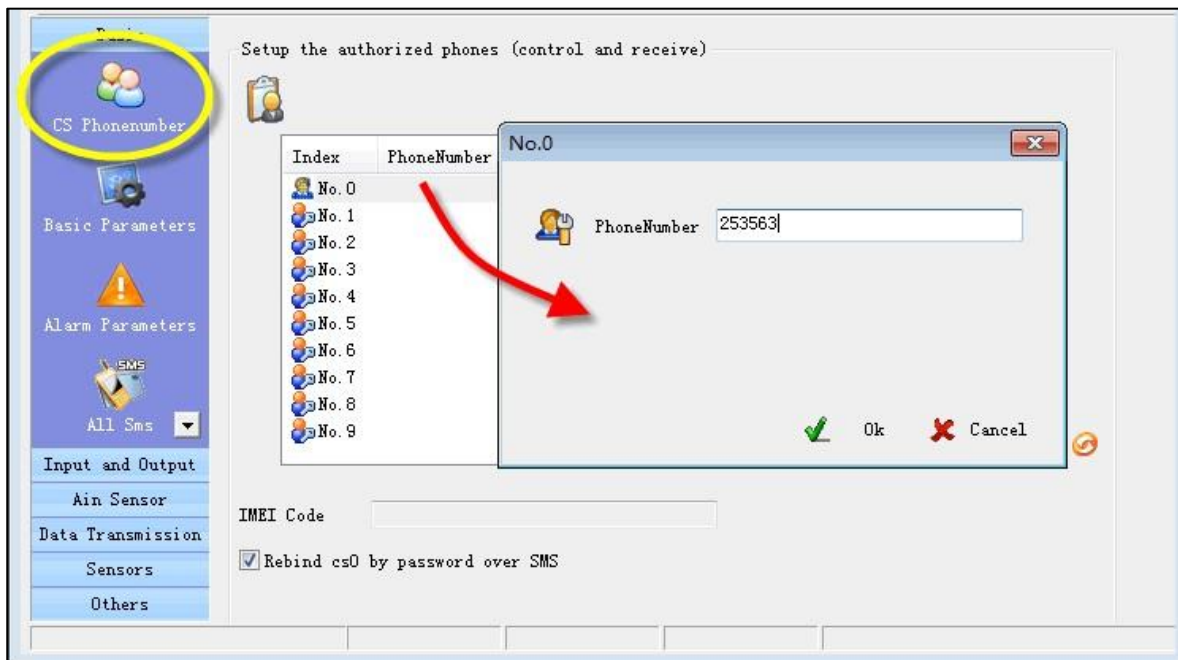 Basic
CS Phonenumber
Basic Parameters
Alarm Parameters
SMS
All Sms
Input and Output
Ain Sensor
Data Transmission
Sensors
Others
Setup the authorized phones (control and receive)
Index PhoneNumber
No.0
No.1
No.2
No.3
No.4
No.5
No.6
No.7
No.8
No.9
No.0
PhoneNumber 253563
Ok Cancel
IMEI Code
Rebind cs0 by password over SMS